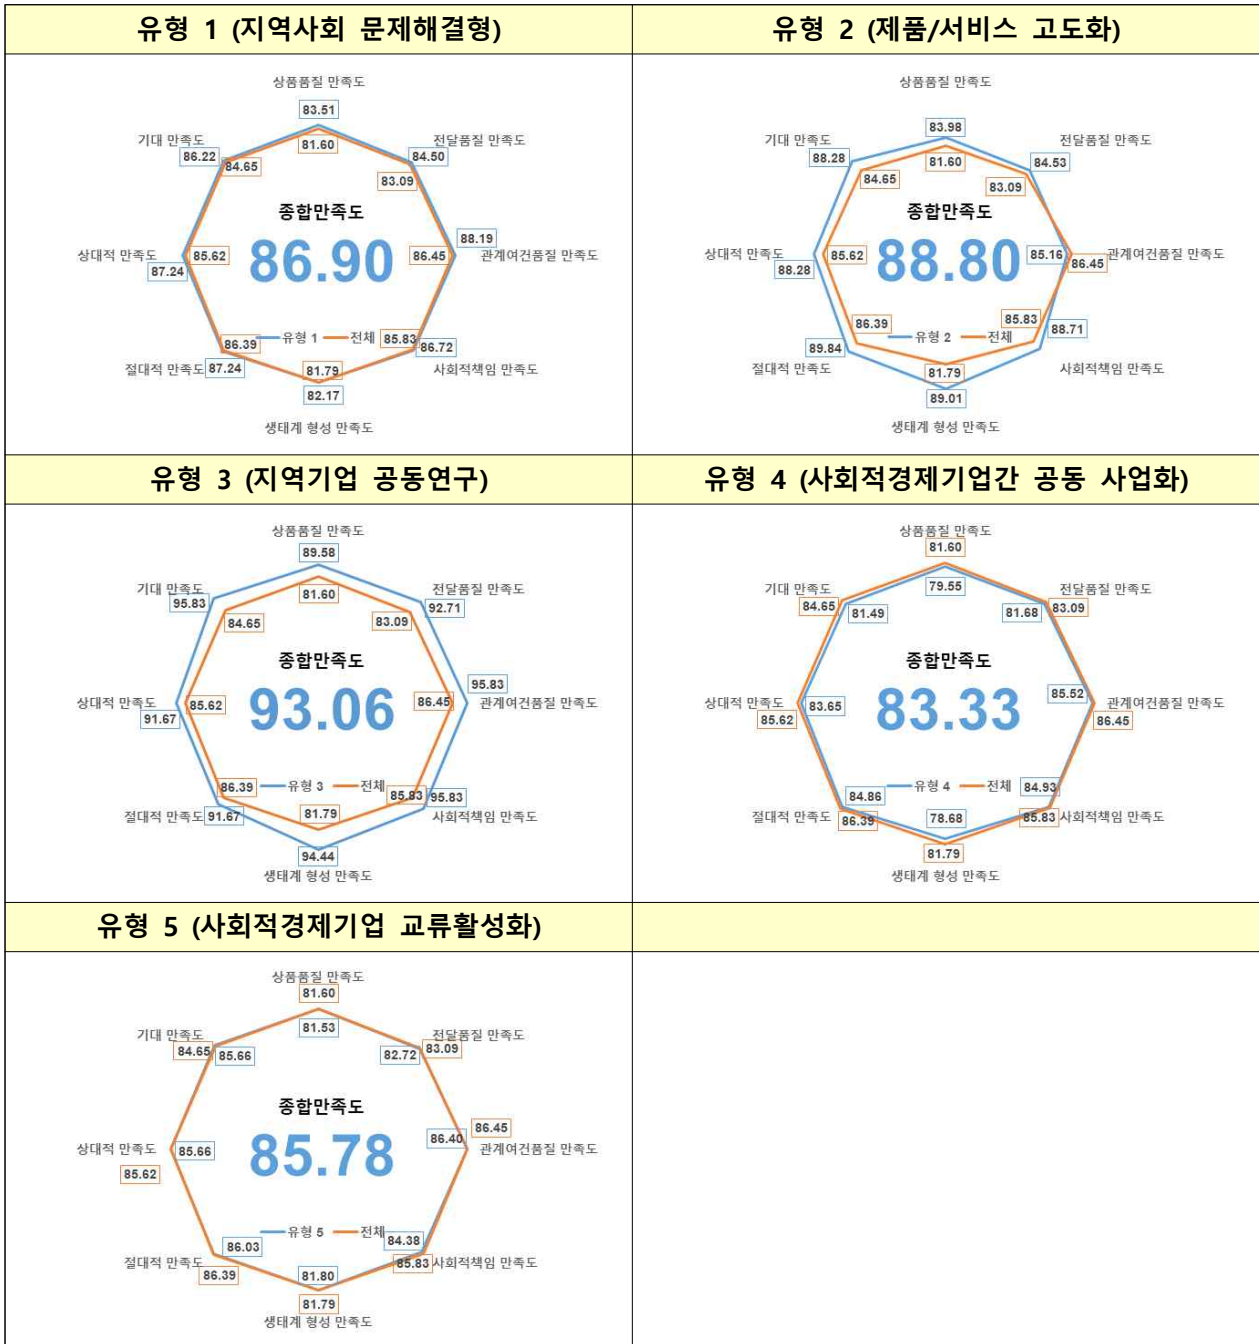 유형 1 (지역사회 문제해결형)
유형 2 (제품/서비스 고도화)
상품품질 만족도
83.51
기대 만족도
전달품질 만족도
86.22
81.60
84.50
84.65
83.09
종합만족도
88.19
상대적 만족도
85.62
86.90
86.45
관계여건품질 만족도
87.24
86.39
유형 1
전체
85.83
86.72
절대적 만족도
87.24
81.79
사회적책임 만족도
82.17
생태계 형성 만족도
상품품질 만족도
83.98
기대 만족도
전달품질 만족도
88.28
81.60
84.53
84.65
83.09
종합만족도
상대적 만족도
85.62
88.80
85.16
관계여건품질 만족도
88.28
86.45
86.39
유형 2
전체
85.83
88.71
89.84
절대적 만족도
81.79
사회적책임 만족도
89.01
생태계 형성 만족도
유형 3 (지역기업 공동연구)
유형 4 (사회적경제기업간 공동 사업화)
상품품질 만족도
89.58
기대 만족도
전달품질 만족도
95.83
81.60
92.71
84.65
83.09
종합만족도
95.83
상대적 만족도
85.62
93.06
86.45
관계여건품질 만족도
91.67
86.39
유형 3
전체
85.83
95.83
절대적 만족도
91.67
81.79
사회적책임 만족도
94.44
생태계 형성 만족도
상품품질 만족도
81.60
기대 만족도
전달품질 만족도
84.65
79.55
83.09
81.49
81.68
종합만족도
85.52
상대적 만족도
83.65
83.33
관계여건품질 만족도
85.62
86.45
유형 4
전체
84.93
84.86
절대적 만족도
86.39
78.68
85.83
사회적책임 만족도
81.79
생태계 형성 만족도
유형 5 (사회적경제기업 교류활성화)
상품품질 만족도
81.60
기대 만족도
81.53
전달품질 만족도
84.65
85.66
82.72
83.09
종합만족도
86.45
상대적 만족도
85.66
85.78
86.40
관계여건품질 만족도
85.62
유형 5
전체
86.03
84.38
절대적 만족도
86.39
81.80
85.83
사회적책임 만족도
81.79
생태계 형성 만족도